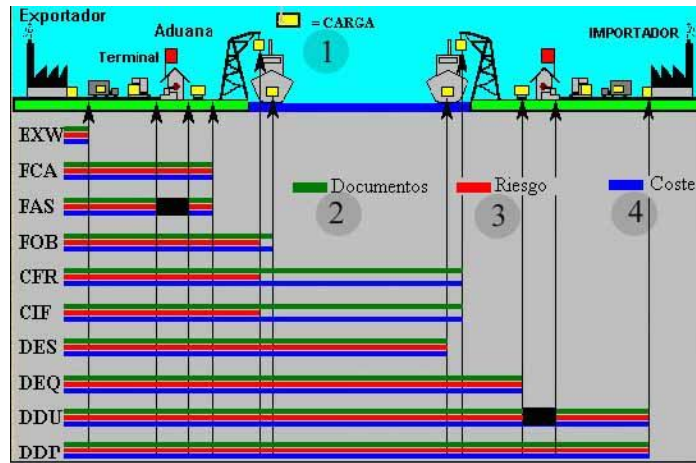 Exportador
Aduana
= CARGA
1
IMPORTADOR
Terminal
EXW
FCA
Documentos
Riesgo
Coste
FAS
2
3
4
FOB
CFR
CIF
DES
DEQ
DDU
DDP